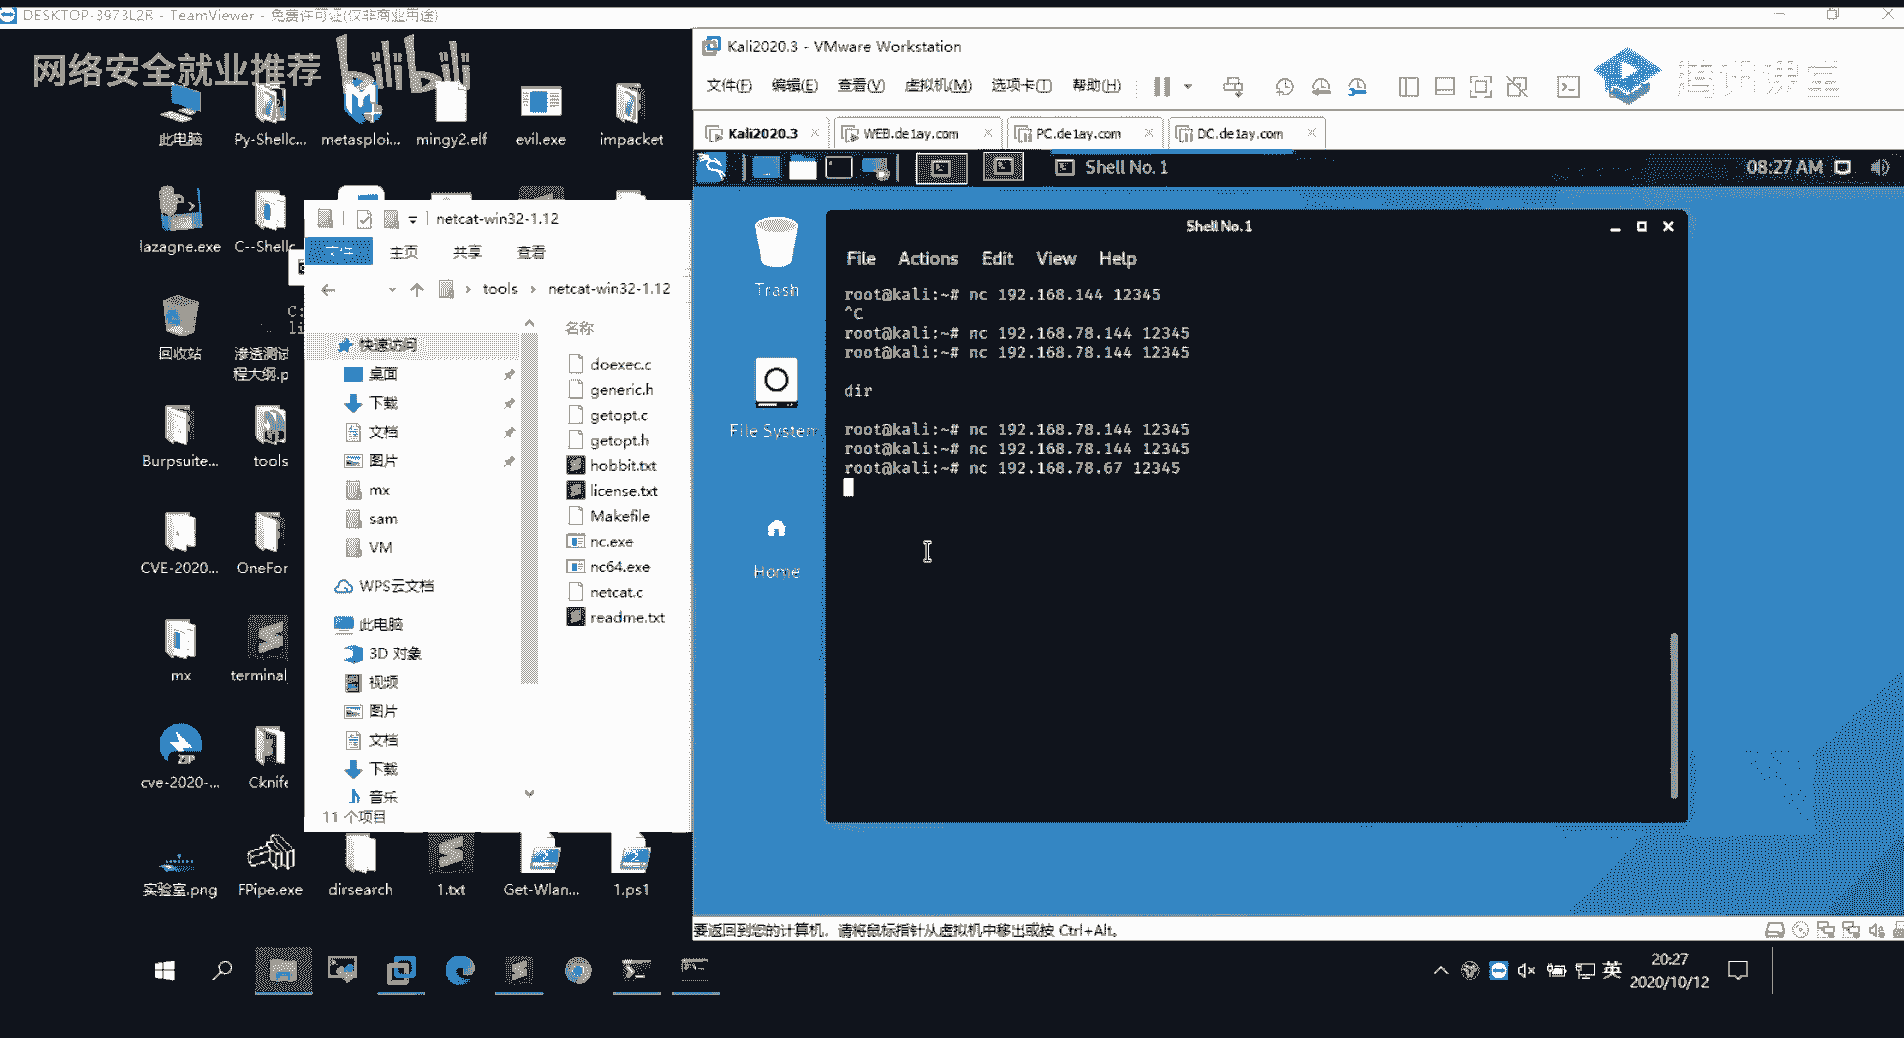 DESKTOP-3973L2R - TeamViewer - 免费许可证(仅非商业用途)
网络安全就业推荐
bilibili
腾讯课堂
此电脑
Py-Shellc...
metasploi...
mingy2.elf
evil.exe
impacket
lazagne.exe
C--Shellc
回收站
渗透测试
程大纲.p
Burpsuite...
tools
CVE-2020...
OneFor
mx
terminal
cve-2020-...
Cknife
实验室.png
FPipe.exe
dirsearch
1.txt
Get-Wlan...
1.ps1
netcat-win32-1.12
文件
主页
共享
查看
tools
netcat-win32-1.12
名称
快速访问
桌面
下载
文档
图片
mx
sam
VM
WPS云文档
此电脑
3D 对象
视频
图片
文档
下载
音乐
11 个项目
doexec.c
generic.h
getopt.c
getopt.h
hobbit.txt
license.txt
Makefile
nc.exe
nc64.exe
netcat.c
readme.txt
Kali2020.3 - VMware Workstation
文件(F) 编辑(E) 查看(V) 虚拟机(M) 选项卡(T) 帮助(H)
Kali2020.3
WEB.de1ay.com
PC.de1ay.com
DC.de1ay.com
Shell No. 1
08:27 AM
Trash
File System
Home
Shell No.1
File Actions Edit View Help
root@kali:~# nc 192.168.144 12345
^C
root@kali:~# nc 192.168.78.144 12345
root@kali:~# nc 192.168.78.144 12345
dir
root@kali:~# nc 192.168.78.144 12345
root@kali:~# nc 192.168.78.144 12345
root@kali:~# nc 192.168.78.67 12345
要返回到您的计算机，请将鼠标指针从虚拟机中移出或按 Ctrl+Alt。
英
20:27
2020/10/12